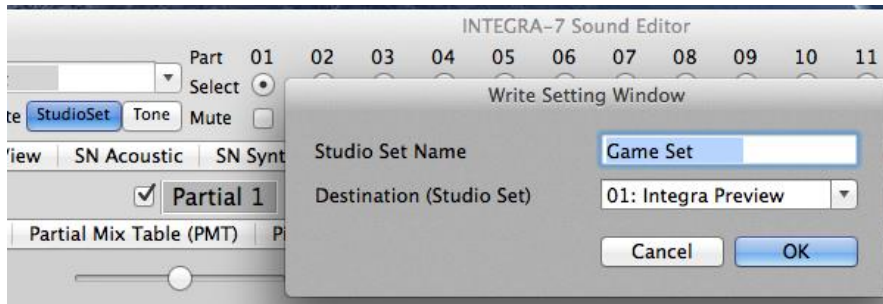 INTEGRA-7 Sound Editor
Part 01 02 03 04 05 06 07 08 09 10 11
Select
StudioSet Tone Mute
Write Setting Window
SN Acoustic SN Synt
Studio Set Name Game Set
Partial 1
Destination (Studio Set) 01: Integra Preview
Partial Mix Table (PMT)
Cancel OK